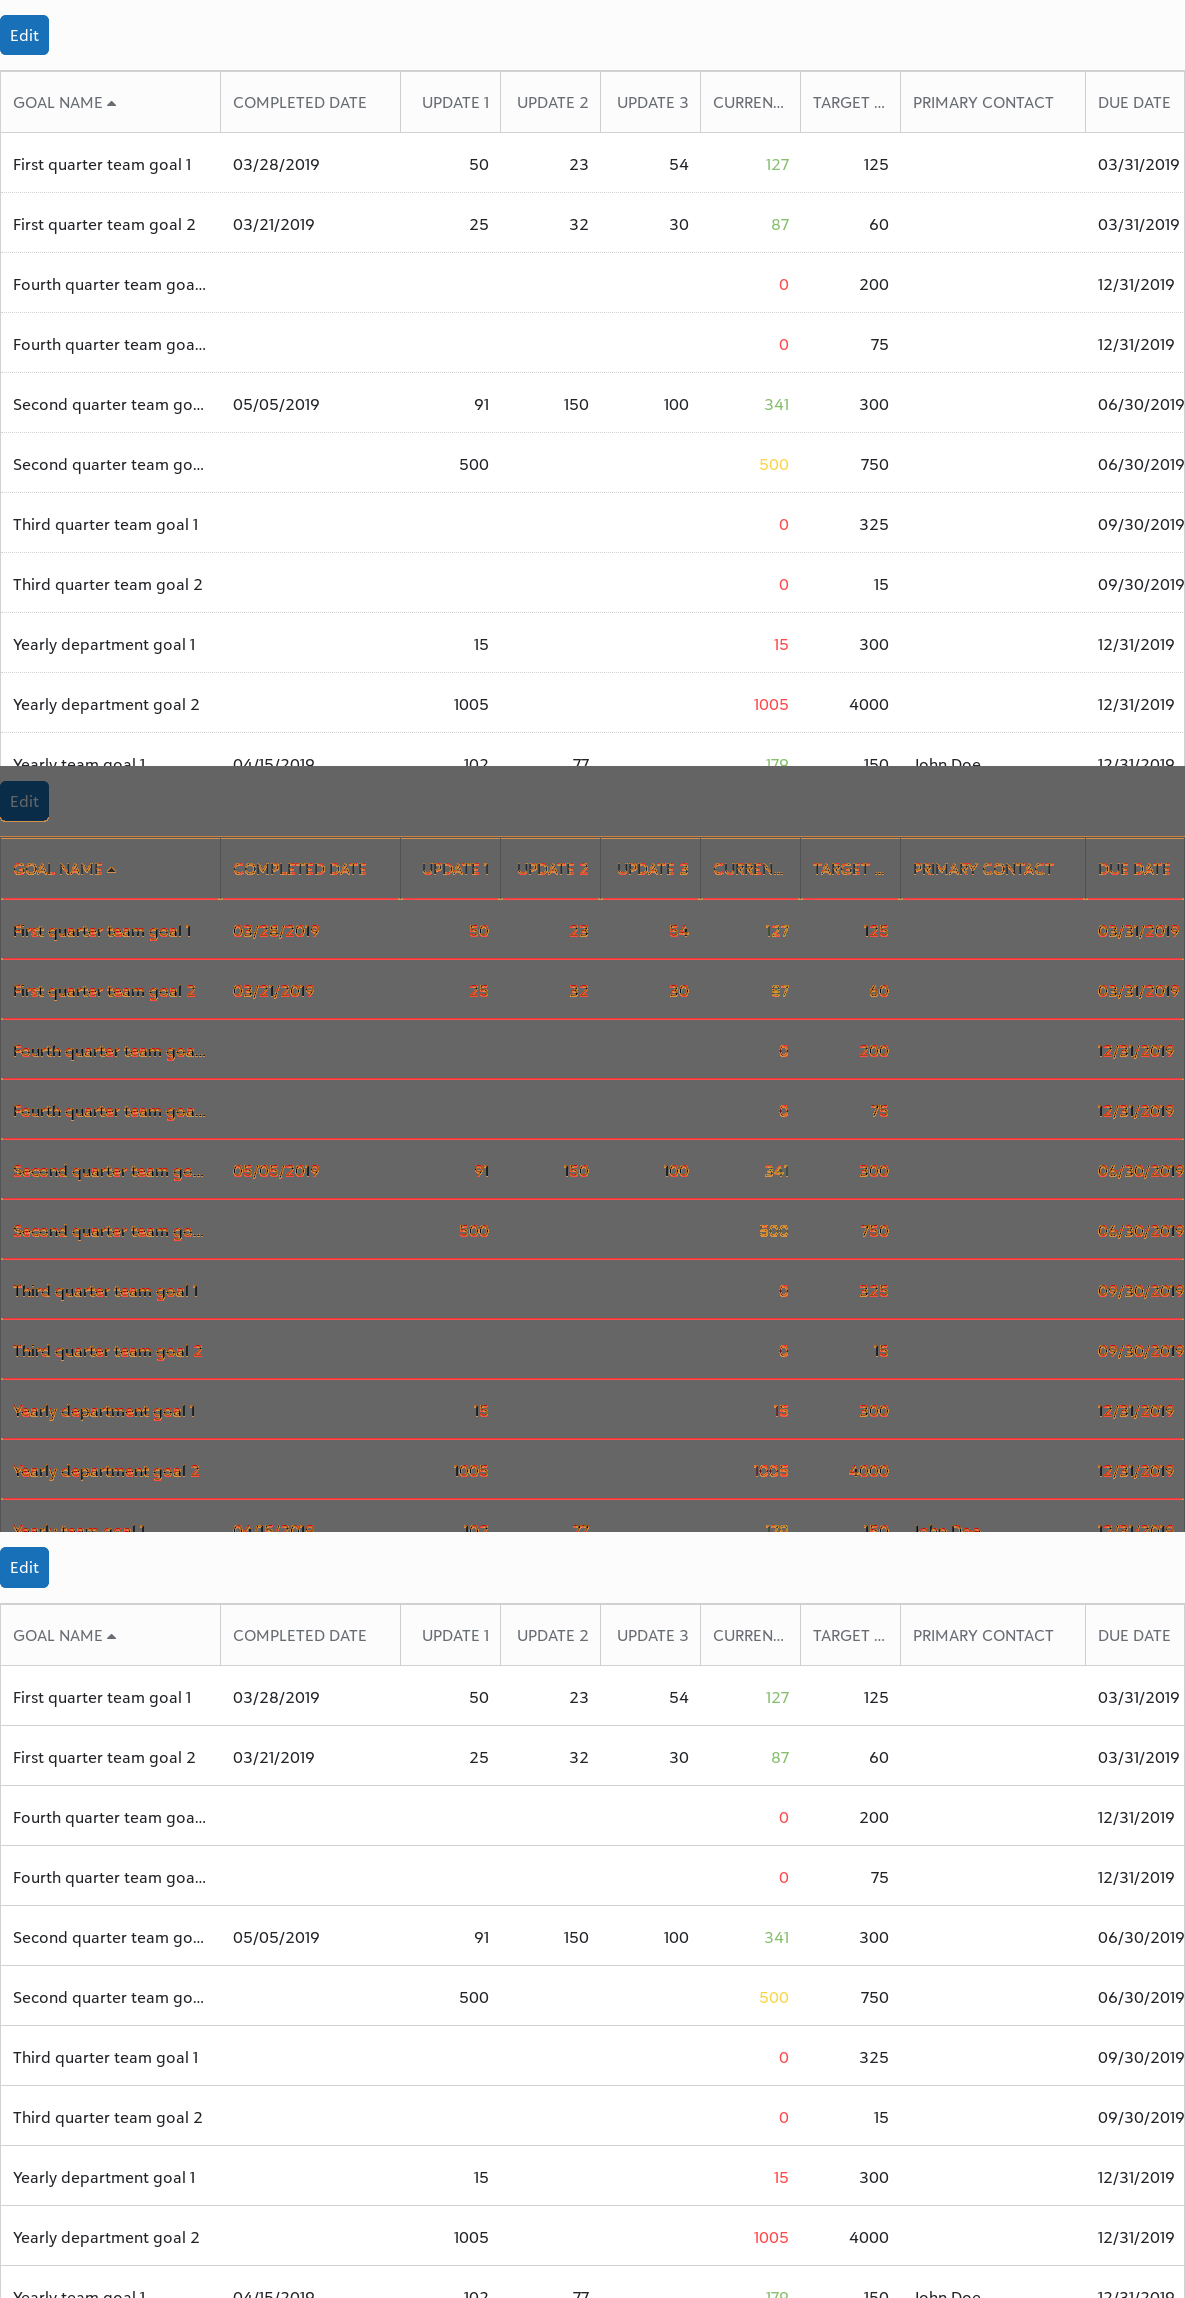 Edit
GOAL NAME COMPLETED DATE UPDATE 1 UPDATE 2 UPDATE 3 CURREN... TARGET ... PRIMARY CONTACT DUE DATE
First quarter team goal 1 03/28/2019 50 23 54 127 125 03/31/2019
First quarter team goal 2 03/21/2019 25 32 30 87 60 03/31/2019
Fourth quarter team goa... 0 200 12/31/2019
Fourth quarter team goa... 0 75 12/31/2019
Second quarter team go... 05/05/2019 91 150 100 341 300 06/30/2019
Second quarter team go... 500 500 750 06/30/2019
Third quarter team goal 1 0 325 09/30/2019
Third quarter team goal 2 0 15 09/30/2019
Yearly department goal 1 15 15 300 12/31/2019
Yearly department goal 2 1005 1005 4000 12/31/2019
Yearly team goal 1 04/15/2019 102 77 179 150 John Doe 12/31/2019
Edit
GOAL NAME COMPLETED DATE UPDATE 1 UPDATE 2 UPDATE 3 CURREN... TARGET ... PRIMARY CONTACT DUE DATE
First quarter team goal 1 03/28/2019 50 23 54 127 125 03/31/2019
First quarter team goal 2 03/21/2019 25 32 30 87 60 03/31/2019
Fourth quarter team goa... 0 200 12/31/2019
Fourth quarter team goa... 0 75 12/31/2019
Second quarter team go... 05/05/2019 91 150 100 341 300 06/30/2019
Second quarter team go... 500 500 750 06/30/2019
Third quarter team goal 1 0 325 09/30/2019
Third quarter team goal 2 0 15 09/30/2019
Yearly department goal 1 15 15 300 12/31/2019
Yearly department goal 2 1005 1005 4000 12/31/2019
Yearly team goal 1 04/15/2019 102 77 179 150 John Doe 12/31/2019
Edit
GOAL NAME COMPLETED DATE UPDATE 1 UPDATE 2 UPDATE 3 CURREN... TARGET ... PRIMARY CONTACT DUE DATE
First quarter team goal 1 03/28/2019 50 23 54 127 125 03/31/2019
First quarter team goal 2 03/21/2019 25 32 30 87 60 03/31/2019
Fourth quarter team goa... 0 200 12/31/2019
Fourth quarter team goa... 0 75 12/31/2019
Second quarter team go... 05/05/2019 91 150 100 341 300 06/30/2019
Second quarter team go... 500 500 750 06/30/2019
Third quarter team goal 1 0 325 09/30/2019
Third quarter team goal 2 0 15 09/30/2019
Yearly department goal 1 15 15 300 12/31/2019
Yearly department goal 2 1005 1005 4000 12/31/2019
Yearly team goal 1 04/15/2019 102 77 179 150 John Doe 12/31/2019